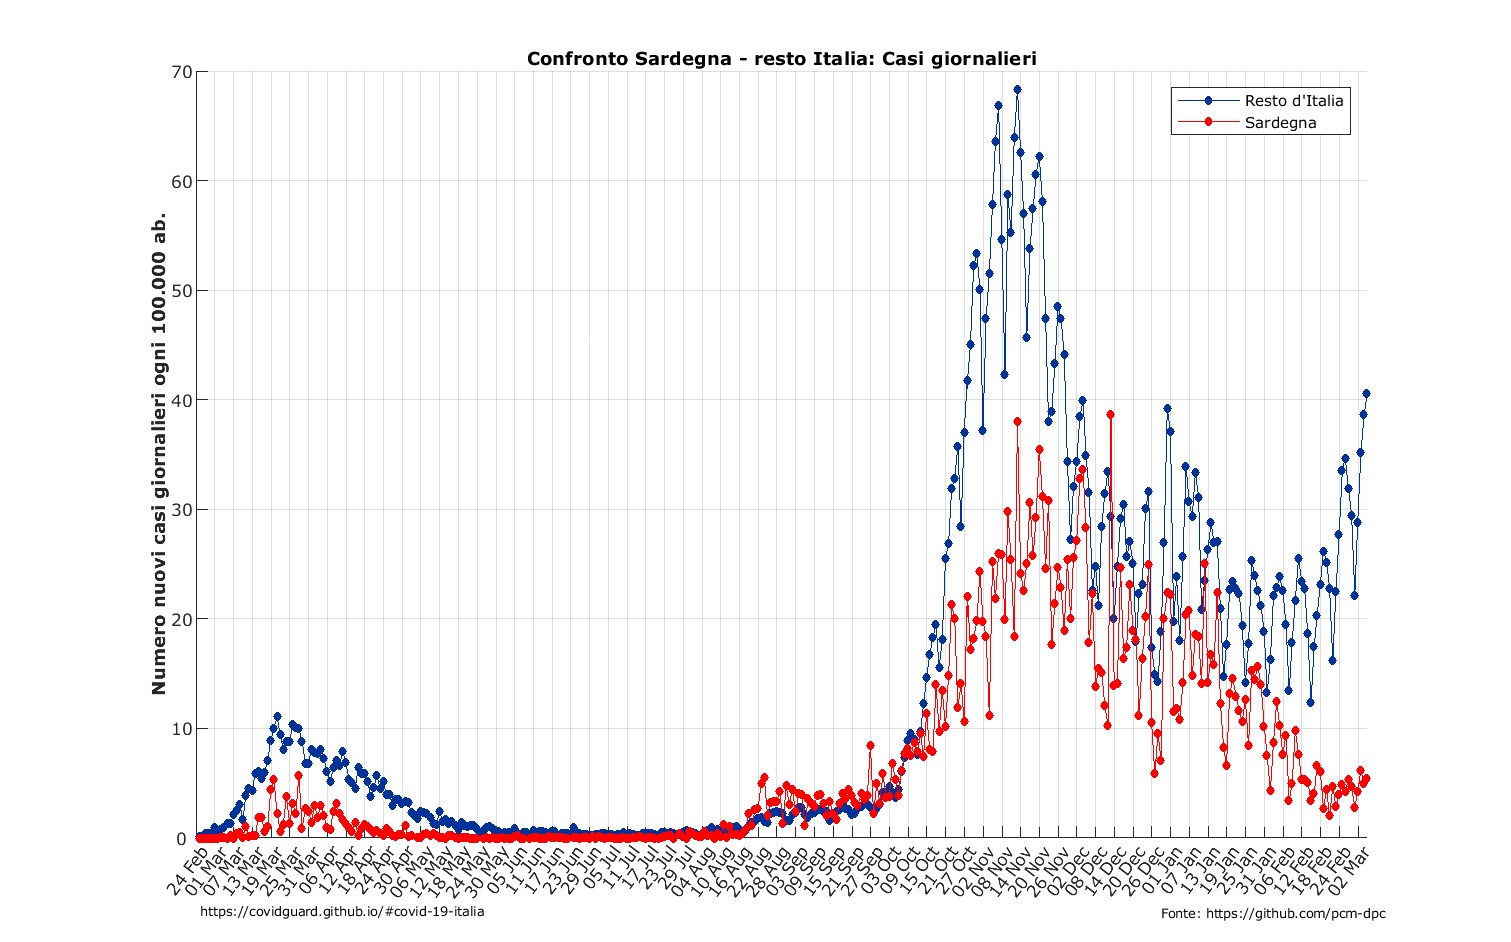 Confronto Sardegna - resto Italia: Casi giornalieri
Resto d'Italia
Sardegna
Numero nuovi casi giornalieri ogni 100.000 ab.
70
60
50
40
30
20
10
0
24 Feb
01 Mar
07 Mar
13 Mar
19 Mar
25 Mar
31 Mar
06 Apr
12 Apr
18 Apr
24 Apr
30 Apr
06 May
12 May
18 May
24 May
30 May
05 Jun
11 Jun
17 Jun
23 Jun
29 Jun
05 Jul
11 Jul
17 Jul
23 Jul
29 Jul
04 Aug
10 Aug
16 Aug
22 Aug
28 Aug
03 Sep
09 Sep
15 Sep
21 Sep
27 Sep
03 Oct
09 Oct
15 Oct
21 Oct
27 Oct
02 Nov
08 Nov
14 Nov
20 Nov
26 Nov
02 Dec
08 Dec
14 Dec
20 Dec
26 Dec
01 Jan
07 Jan
13 Jan
19 Jan
25 Jan
31 Jan
06 Feb
12 Feb
18 Feb
24 Feb
02 Mar
https://covidguard.github.io/#covid-19-italia
Fonte: https://github.com/pcm-dpc